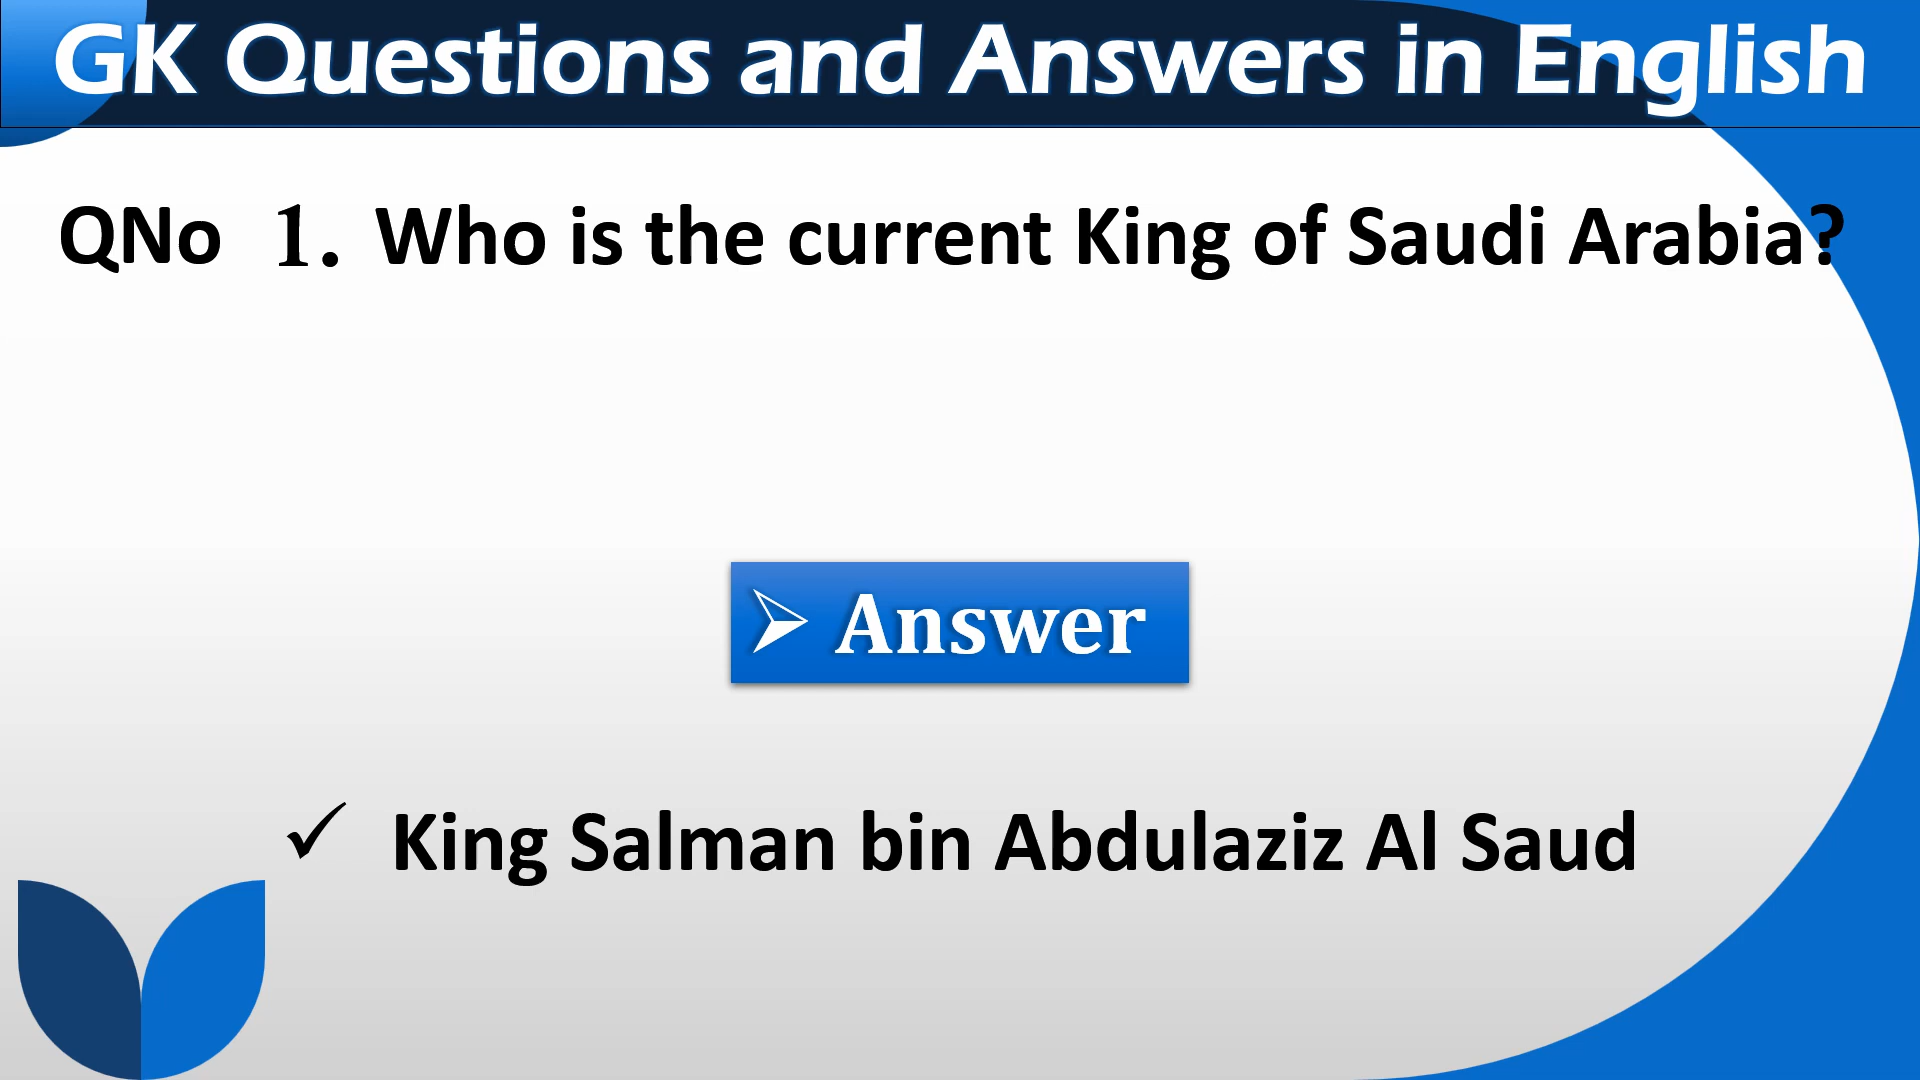 GK Questions and Answers in English
QNo 1. Who is the current King of Saudi Arabia?
➢ Answer
✓ King Salman bin Abdulaziz Al Saud